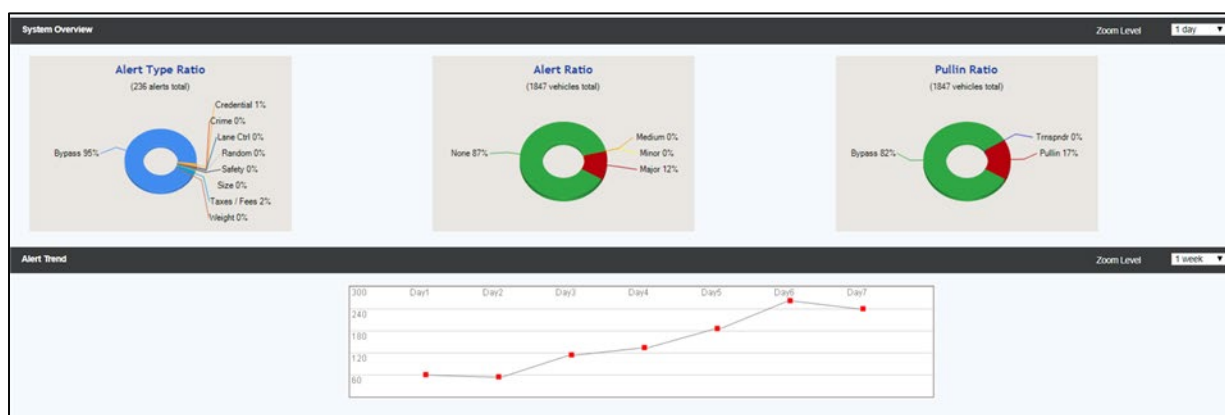 System Overview
Zoom Level
1 day
Alert Type Ratio
(236 alerts total)
Credential 1%
Crime 0%
Lane Ctrl 0%
Bypass 95%
Random 0%
Safety 0%
Size 0%
Taxes / Fees 2%
Weight 0%
Alert Ratio
(1847 vehicles total)
Medium 0%
None 87%
Minor 0%
Major 12%
Pullin Ratio
(1847 vehicles total)
Trnspndr 0%
Bypass 82%
Pullin 17%
Alert Trend
Zoom Level
1 week
300 Day1 Day2 Day3 Day4 Day5 Day6 Day7
240
180
120
60